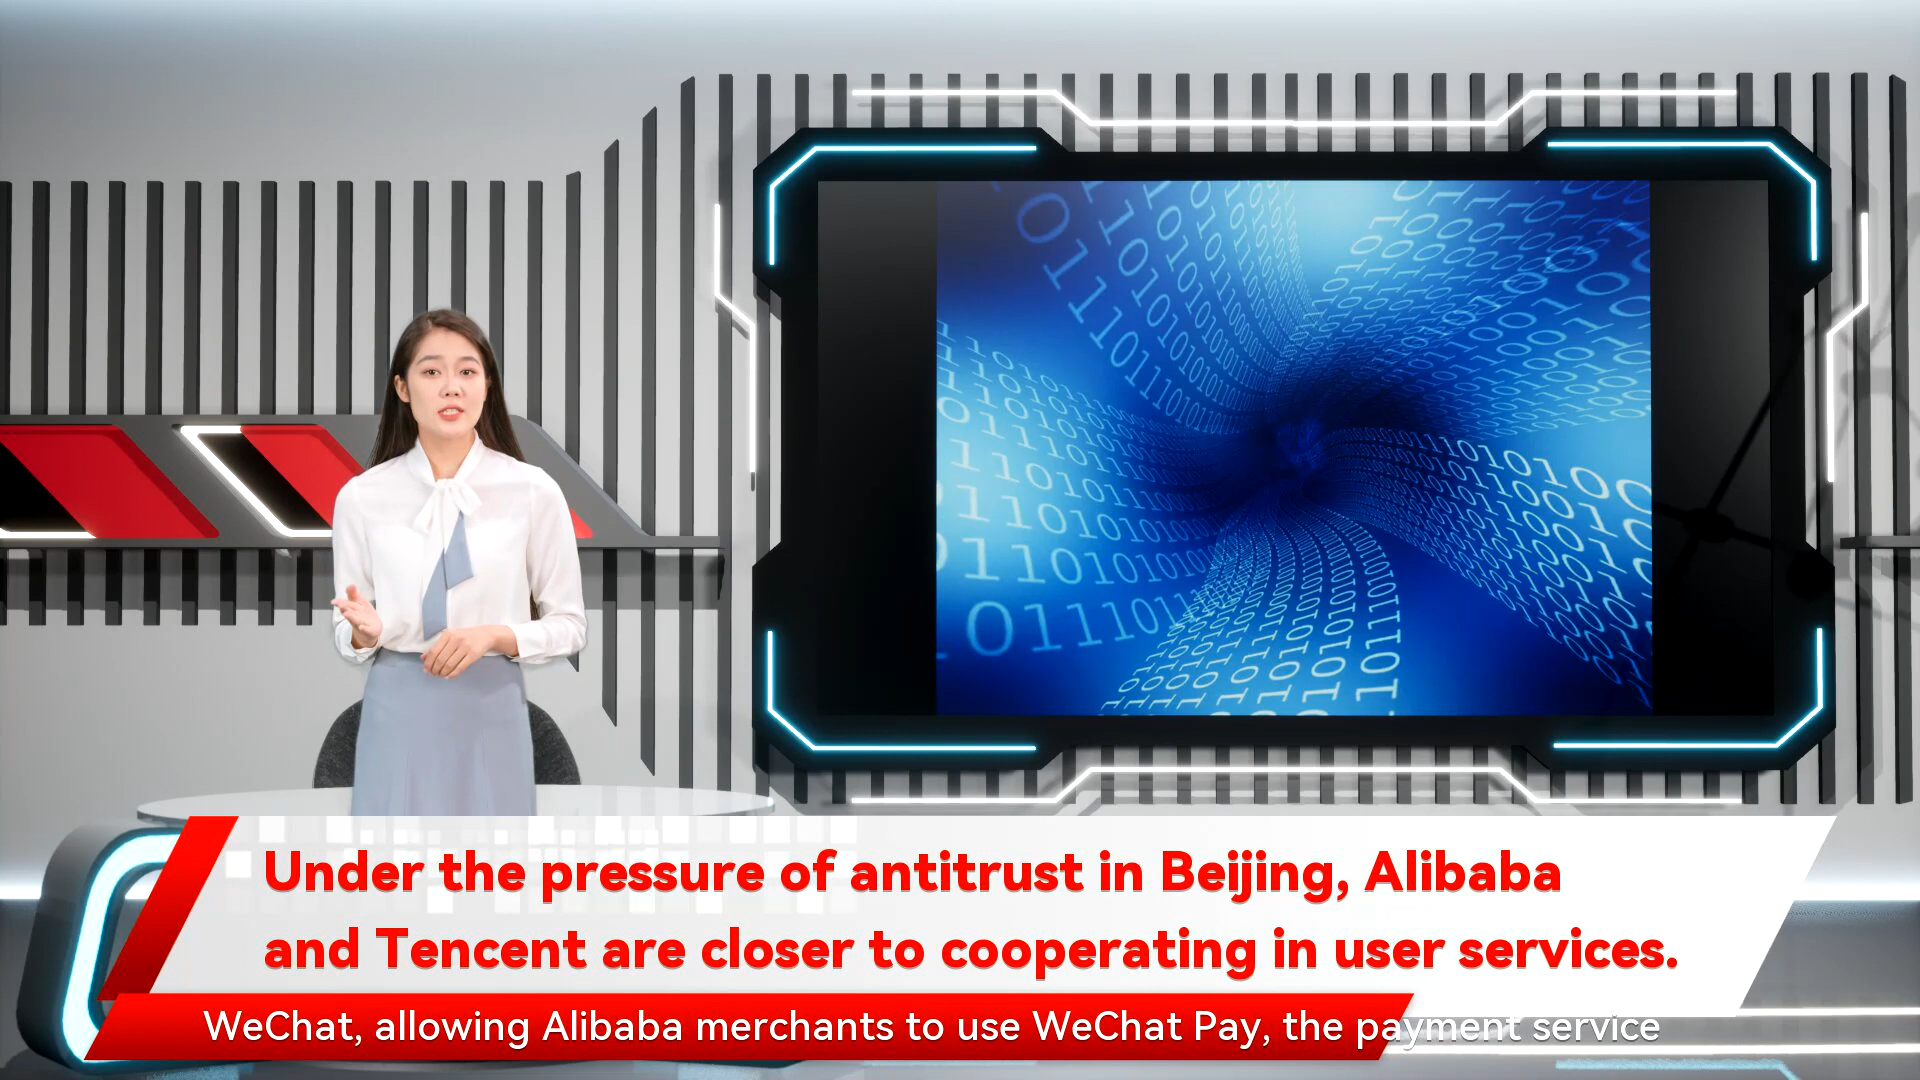 Under the pressure of antitrust in Beijing, Alibaba
and Tencent are closer to cooperating in user services.
WeChat, allowing Alibaba merchants to use WeChat Pay, the payment service